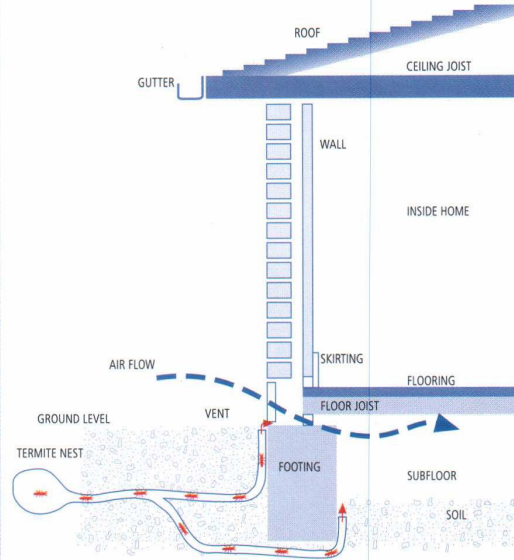 ROOF
CEILING JOIST
GUTTER
WALL
INSIDE HOME
SKIRTING
AIR FLOW
FLOORING
FLOOR JOIST
GROUND LEVEL
VENT
TERMITE NEST
FOOTING
SUBFLOOR
SOIL